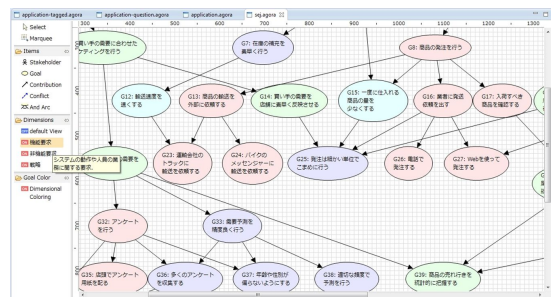 application-tagged.agora
application-question.agora
application.agora
sej.agora
Select
Marquee
Items
Stakeholder
Goal
Contribution
Conflict
And Arc
Dimensions
default View
機能要求
非機能要求
戦略
システムの動作や人員の業
務に関する要求.
Goal Color
Dimensional
Coloring
300
400
500
600
700
800
900
1000
1100
1200
1300
買い手の需要に合わせた
ケティングを行う
G7: 在庫の補充を
素早く行う
G8: 商品の発注を行う
G12: 輸送速度を
速くする
G13: 商品の輸送を
外部に依頼する
G14: 買い手の需要を
店舗に素早く反映させる
G15: 一度に仕入れる
商品の量を
少なくする
G16: 業者に発送
依頼を出す
G17: 入荷すべき
商品を確認する
需要を
G23: 運輸会社の
トラックに
輸送を依頼する
G24: バイクの
メッセンジャーに
輸送を依頼する
G25: 発注は細かい単位で
こまめに行う
G26: 電話で
発注する
G27: Webを使って
発注する
G32: アンケート
を行う
G33: 需要予測を
精度良く行う
G35: 店頭でアンケート
用紙を配る
G36: 多くのアンケート
を収集する
G37: 年齢や性別が
偏らないようにする
G38: 適切な頻度で
予測を行う
G39: 商品の売れ行きを
統計的に把握する